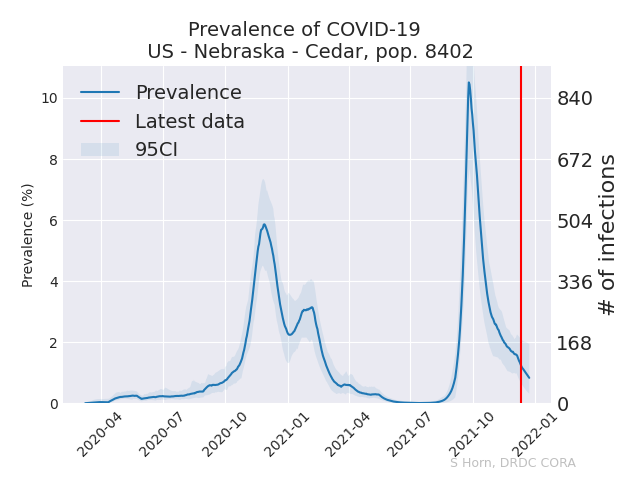 Prevalence of COVID-19
US - Nebraska - Cedar, pop. 8402
Prevalence
Latest data
95CI
Prevalence (%)
10
8
6
4
2
0
840
672
504
336
168
0
# of infections
2020-04
2020-07
2020-10
2021-01
2021-04
2021-07
2021-10
2022-01
S Horn, DRDC CORA